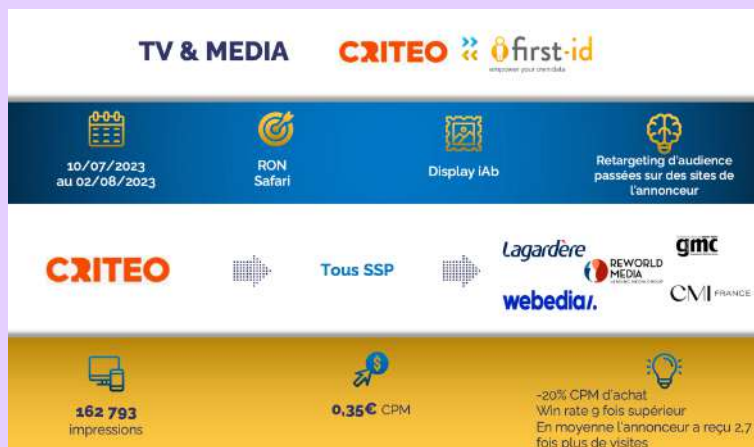 TV & MEDIA CRITEO first-id
empower your own data
10/07/2023
au 02/08/2023
RON
Safari
Display iAb
Retargeting d'audience
passées sur des sites de
l'annonceur
CRITEO
Tous SSP
Lagardère
gmc
REWORLD
MEDIA
webedia/.
CMI FRANCE
162 793
impressions
0,35€ CPM
-20% CPM d'achat
Win rate 9 fois supérieur
En moyenne l'annonceur a reçu 2,7
fois plus de visites